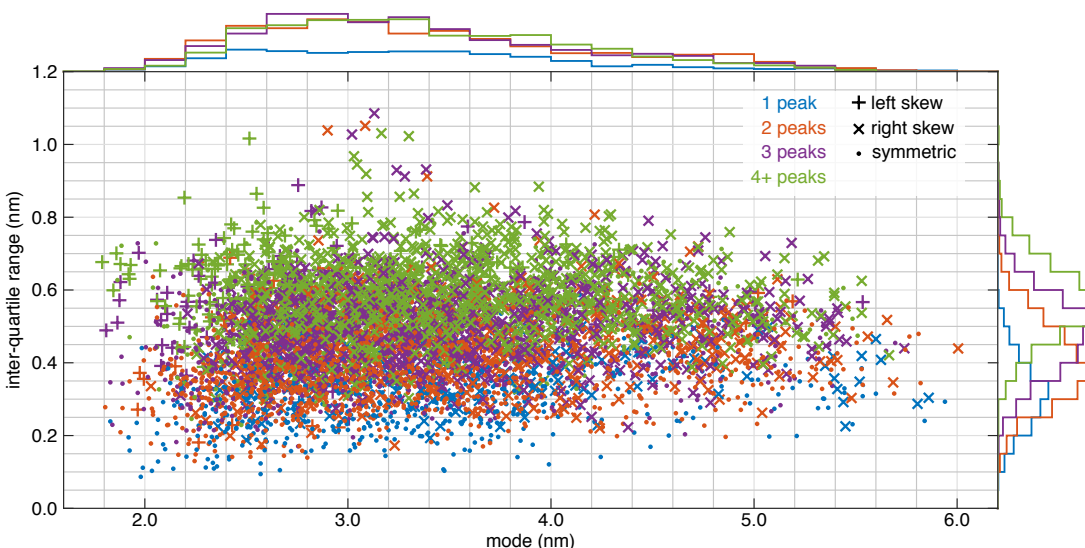 1.2
1.0
0.8
0.6
0.4
0.2
0.0
inter-quartile range (nm)
1 peak + left skew
2 peaks × right skew
3 peaks • symmetric
4+ peaks
2.0 3.0 4.0 5.0 6.0
mode (nm)